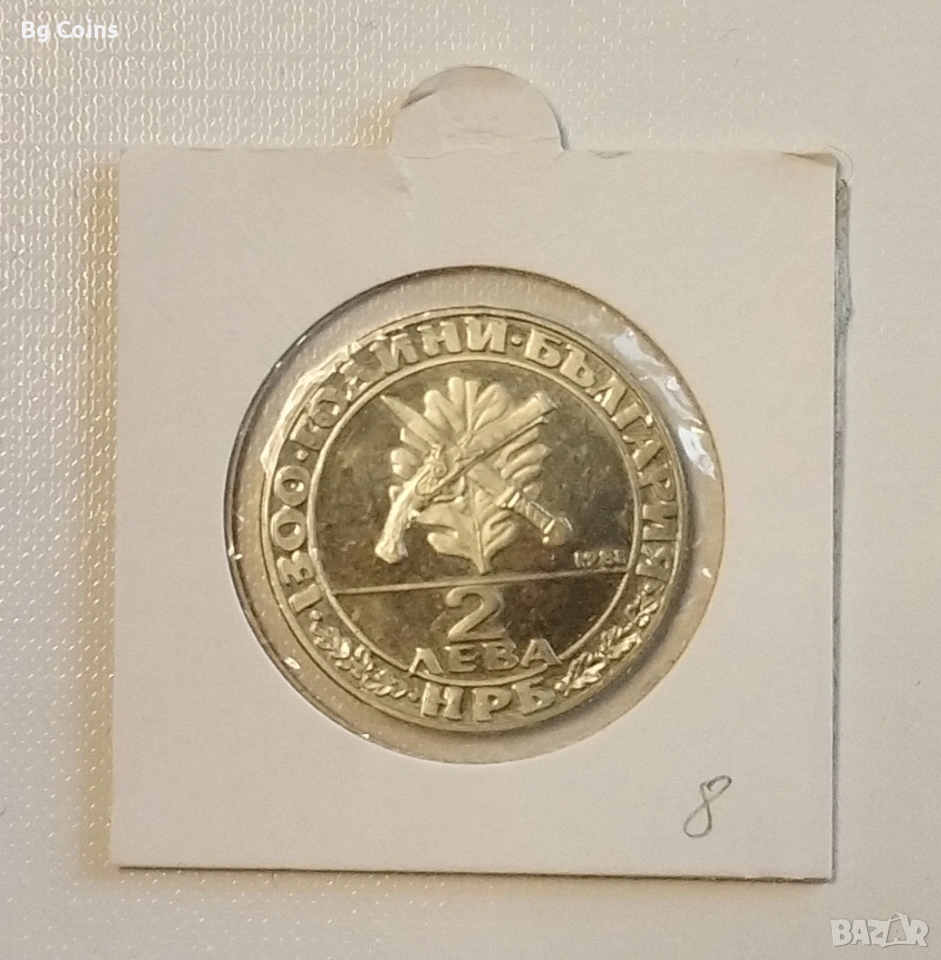 Bg Coins
1300·ГОДИНИ·БЪЛГАРИЯ
1981
2
ЛЕВА
·НРБ·
8
BAZAR